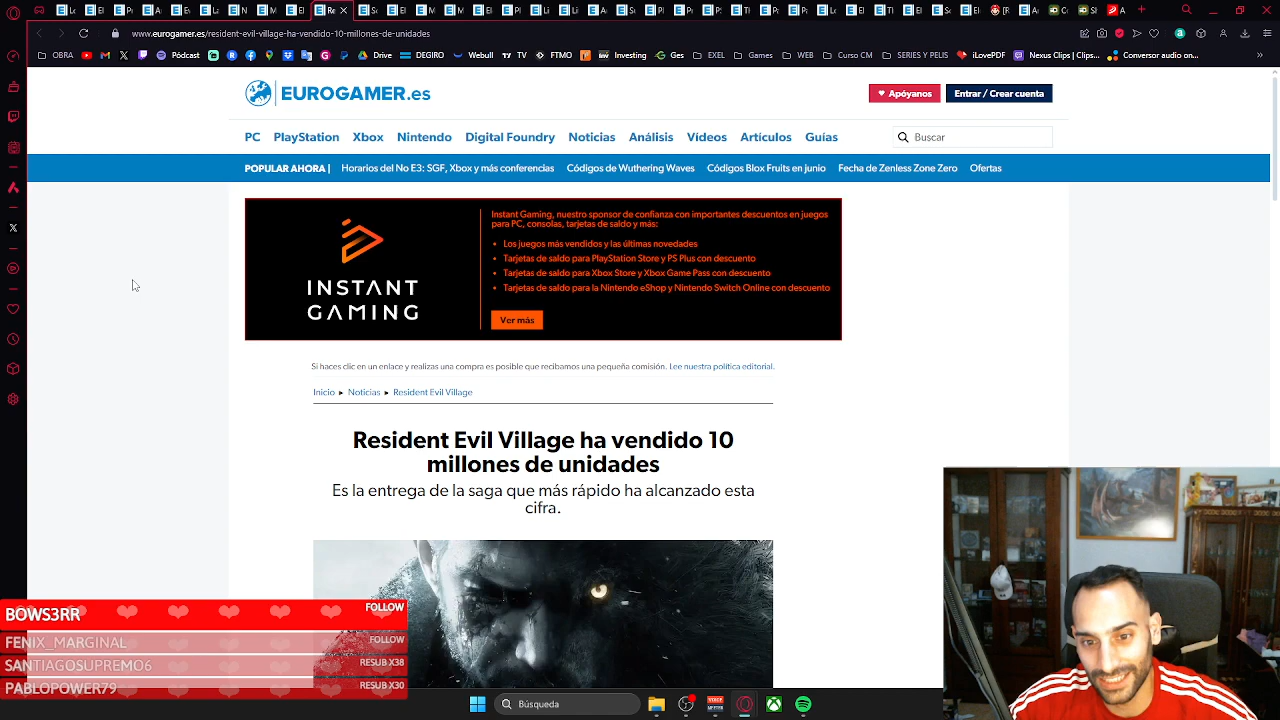 www.eurogamer.es/resident-evil-village
OBRA
Pódcast
Drive
DEGIRO
Webull
TV
FTMO
Investing
Ges
EXEL
Games
WEB
Curso CM
SERIES Y PELIS
iLovePDF
Nexus Clips | Clips...
Conversor audio on...
EUROGAMER.es
Apóyanos
Entrar / Crear cuenta
PC PlayStation Xbox Nintendo Digital Foundry Noticias Análisis Vídeos Artículos Guías
Buscar
POPULAR AHORA | Horarios del No E3: SGF, Xbox y más conferencias Códigos de Wuthering Waves Códigos Blox Fruits en junio Fecha de Zenless Zone Zero Ofertas
INSTANT
GAMING
Instant Gaming, nuestro sponsor de confianza con importantes descuentos en juegos
para PC, consolas, tarjetas de saldo y más:
• Los juegos más vendidos y las últimas novedades
• Tarjetas de saldo para PlayStation Store y PS Plus con descuento
• Tarjetas de saldo para Xbox Store y Xbox Game Pass con descuento
• Tarjetas de saldo para la Nintendo eShop y Nintendo Switch Online con descuento
Ver más
Si haces clic en un enlace y realizas una compra es posible que recibamos una pequeña comisión. Lee nuestra política editorial.
Inicio ▸ Noticias ▸ Resident Evil Village
Resident Evil Village ha vendido 10
millones de unidades
Es la entrega de la saga que más rápido ha alcanzado esta
cifra.
BOWS3RR FOLLOW
FENIX_MARGINAL FOLLOW
SANTIAGOSUPREMO6 RESUB X38
PABLOPOWER79 RESUB X30
Búsqueda